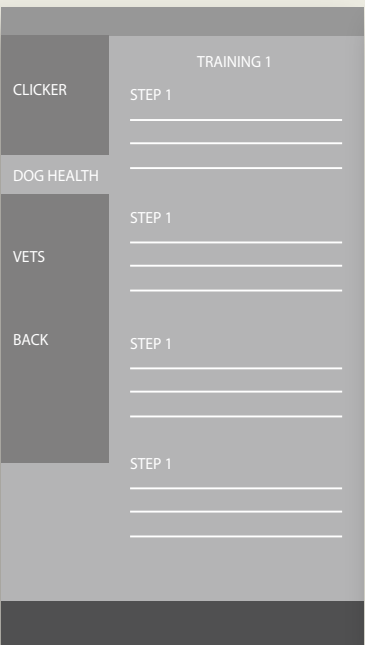 CLICKER
DOG HEALTH
VETS
BACK
TRAINING 1
STEP 1
STEP 1
STEP 1
STEP 1